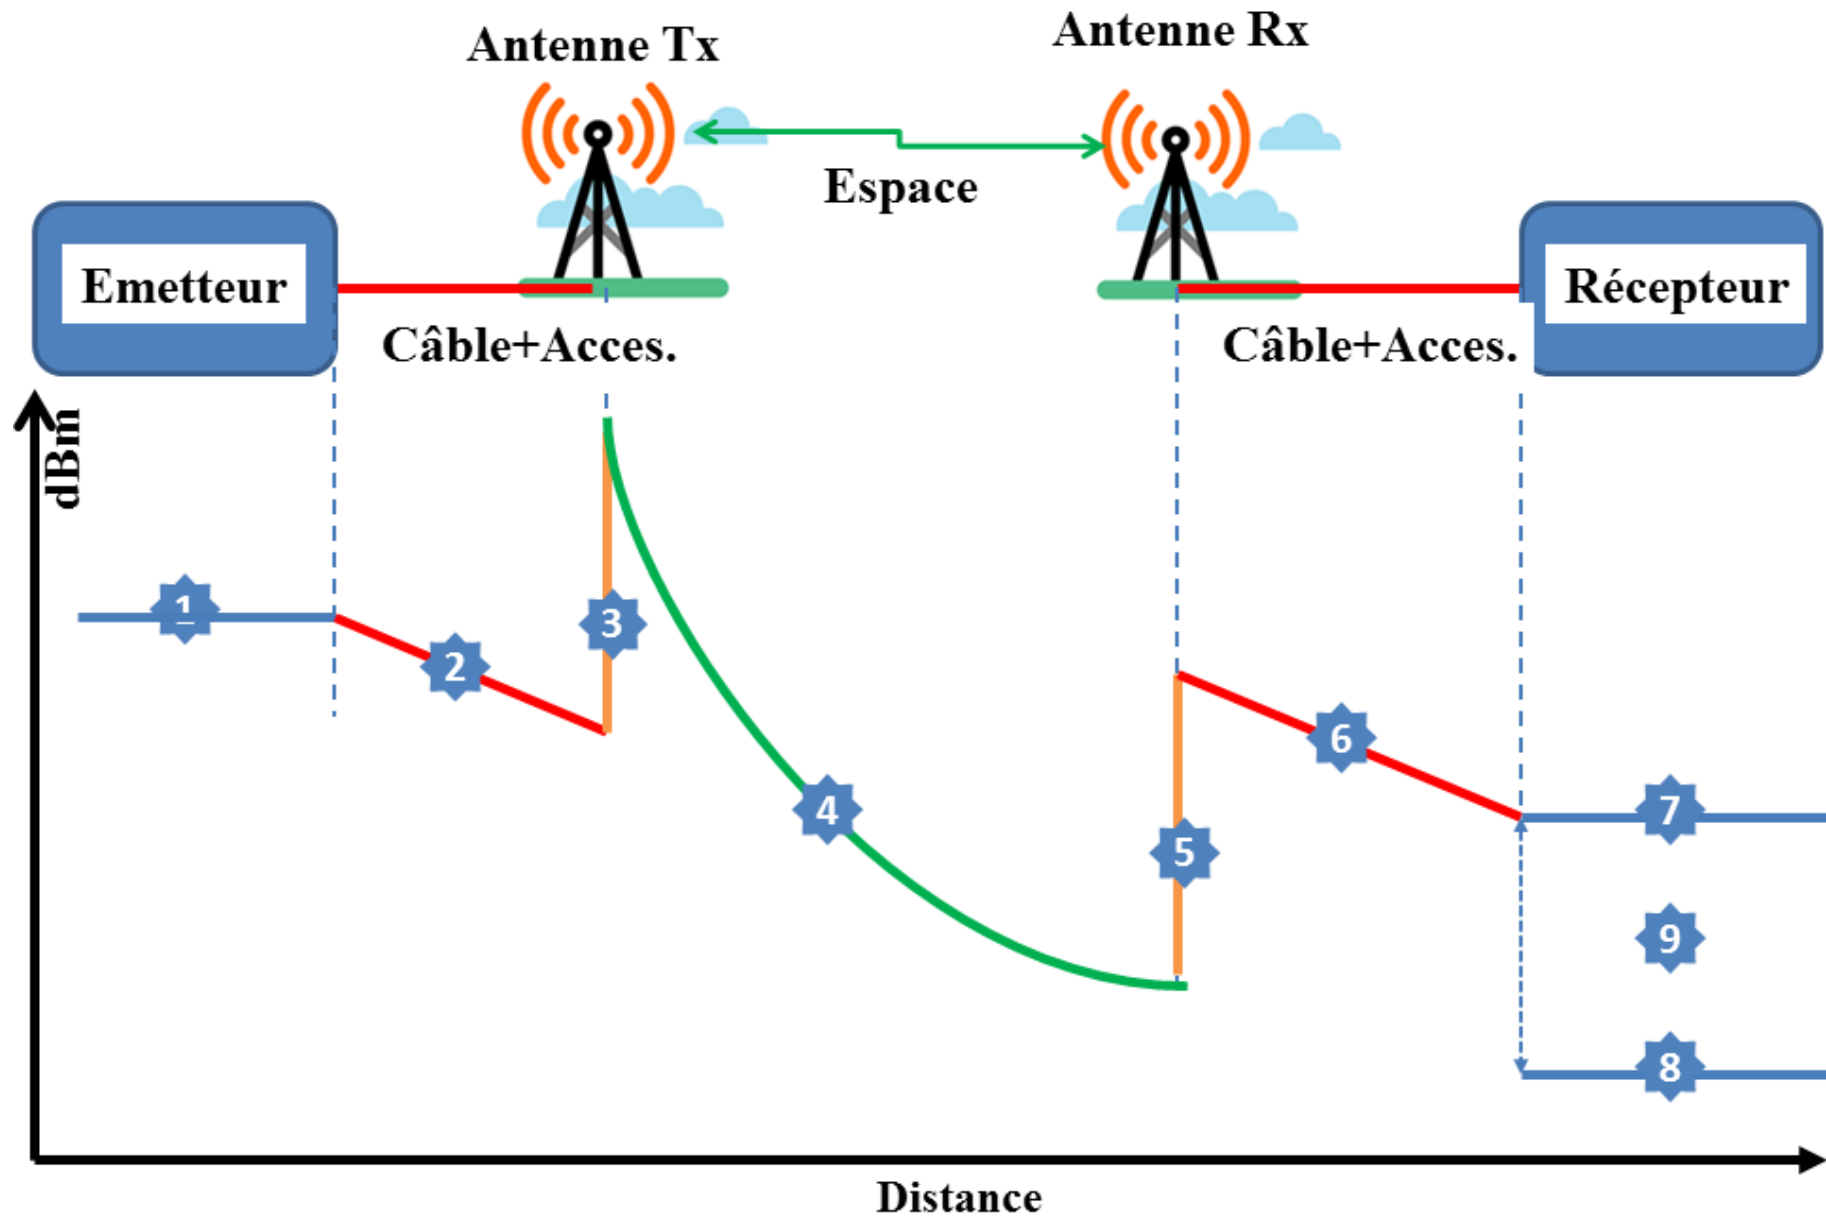 Antenne Tx
Antenne Rx
Espace
Emetteur
Récepteur
Câble+Acces.
Câble+Acces.
dBm
1
2
3
4
5
6
7
9
8
Distance